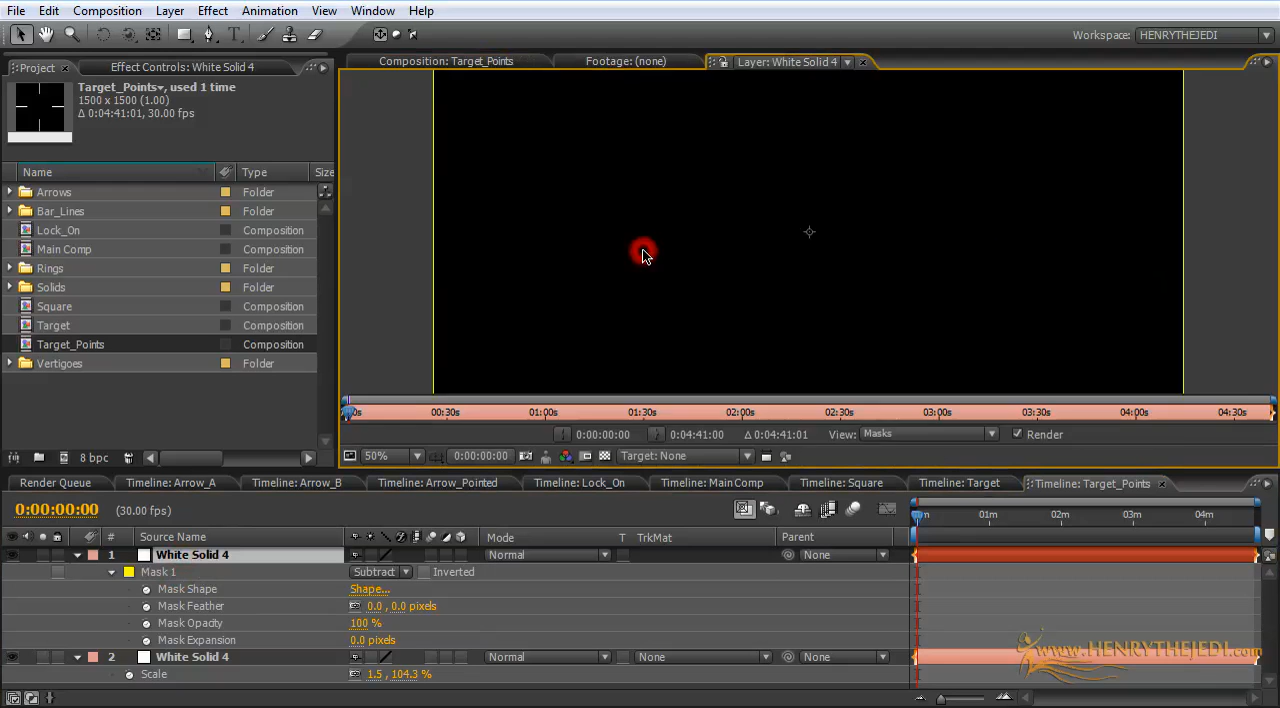 File Edit Composition Layer Effect Animation View Window Help
Workspace: HENRYTHEJEDI
Project Effect Controls: White Solid 4
Composition: Target_Points Footage: (none) Layer: White Solid 4
Target_Points, used 1 time
1500 x 1500 (1.00)
Δ 0:04:41:01, 30.00 fps
Name Type Size
Arrows Folder
Bar_Lines Folder
Lock_On Composition
Main Comp Composition
Rings Folder
Solids Folder
Square Composition
Target Composition
Target_Points Composition
Vertigoes Folder
00:30s 01:00s 01:30s 02:00s 02:30s 03:00s 03:30s 04:00s 04:30s
0:00:00:00 0:04:41:00 Δ 0:04:41:01 View: Masks Render
8 bpc
50% 0:00:00:00 Target: None
Render Queue Timeline: Arrow_A Timeline: Arrow_B Timeline: Arrow_Pointed Timeline: Lock_On Timeline: Main Comp Timeline: Square Timeline: Target Timeline: Target_Points
0:00:00:00 (30.00 fps)
01m 02m 03m 04m
# Source Name Mode T TrkMat Parent
1 White Solid 4 Normal None
Mask 1 Subtract Inverted
Mask Shape Shape...
Mask Feather 0.0, 0.0 pixels
Mask Opacity 100 %
Mask Expansion 0.0 pixels
2 White Solid 4 Normal None None
Scale 1.5, 104.3 %
www.HENRYTHEJEDI.com